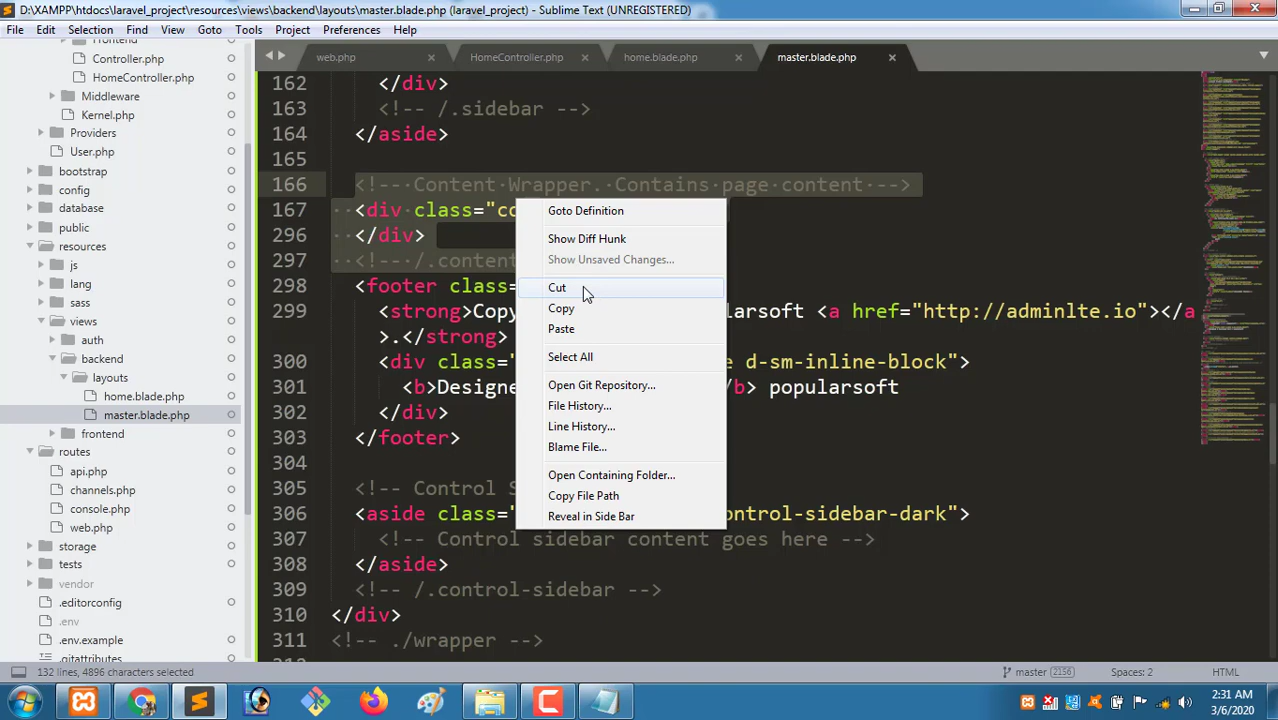 D:\XAMPP\htdocs\laravel_project\resources\views\backend\layouts\master.blade.php (laravel_project) - Sublime Text (UNREGISTERED)
File Edit Selection Find View Goto Tools Project Preferences Help
web.php HomeController.php home.blade.php master.blade.php
Frontend
Controller.php
HomeController.php
Middleware
Kernel.php
Providers
User.php
bootstrap
config
database
public
resources
js
lang
sass
views
auth
backend
layouts
home.blade.php
master.blade.php
frontend
routes
api.php
channels.php
console.php
web.php
storage
tests
vendor
.editorconfig
.env
.env.example
.gitattributes
162 </div>
163 <!-- /.sidebar -->
164 </aside>
165
166 <!-- Content per. Contains page content -->
167 <div class="co
296 </div>
297 <!-- /.content
298 <footer class=
299 <strong>Copy larsoft <a href="http://adminlte.io"></a
>.</strong>
300 <div class=" e d-sm-inline-block">
301 <b>Designe /b> popularsoft
302 </div>
303 </footer>
304
305 <!-- Control S
306 <aside class=" ontrol-sidebar-dark">
307 <!-- Control sidebar content goes here -->
308 </aside>
309 <!-- /.control-sidebar -->
310 </div>
311 <!-- ./wrapper -->
Goto Definition
Show Diff Hunk
Show Unsaved Changes...
Cut
Copy
Paste
Select All
Open Git Repository...
File History...
Line History...
Blame File...
Open Containing Folder...
Copy File Path
Reveal in Side Bar
132 lines, 4896 characters selected master 2156 Spaces: 2 HTML
2:31 AM
3/6/2020